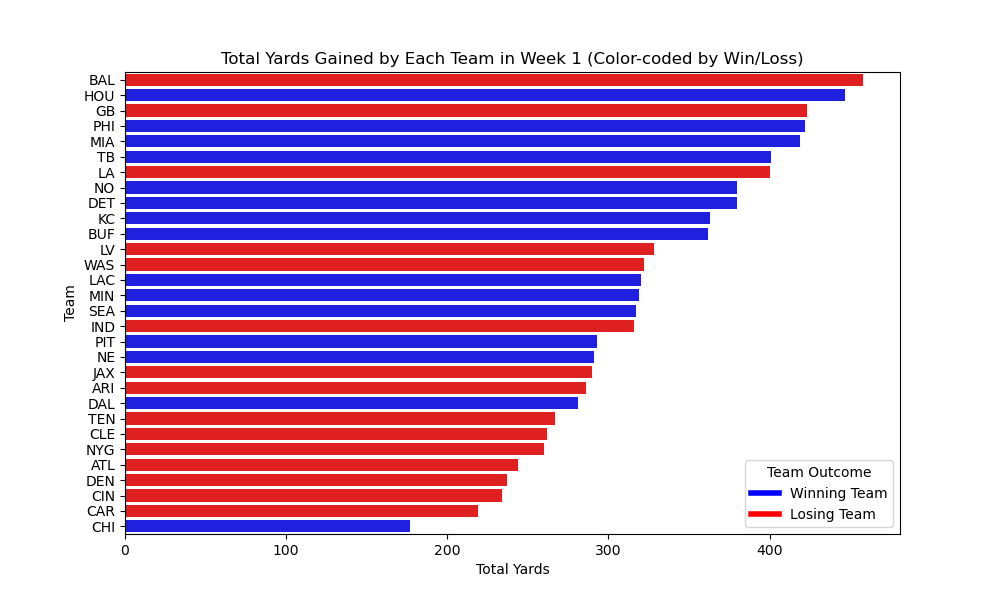 Total Yards Gained by Each Team in Week 1 (Color-coded by Win/Loss)
BAL
HOU
GB
PHI
MIA
TB
LA
NO
DET
KC
BUF
LV
WAS
LAC
MIN
SEA
IND
PIT
NE
JAX
ARI
DAL
TEN
CLE
NYG
ATL
DEN
CIN
CAR
CHI
Team
Team Outcome
Winning Team
Losing Team
0 100 200 300 400
Total Yards